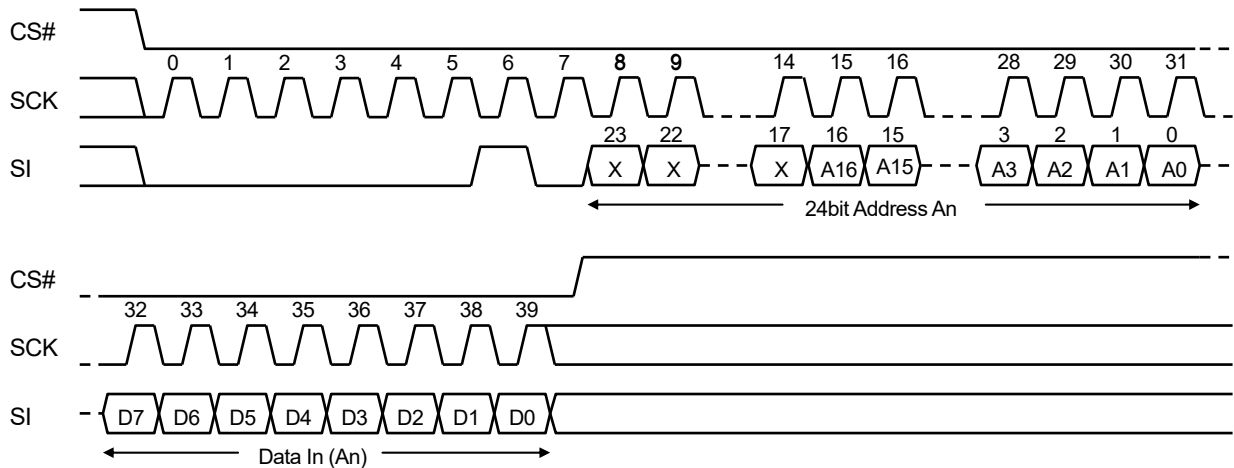 CS#
0 1 2 3 4 5 6 7 8 9 14 15 16 28 29 30 31
SCK
23 22 17 16 15 3 2 1 0
SI X X X A16 A15 A3 A2 A1 A0
24bit Address An
CS#
32 33 34 35 36 37 38 39
SCK
SI D7 D6 D5 D4 D3 D2 D1 D0
Data In (An)